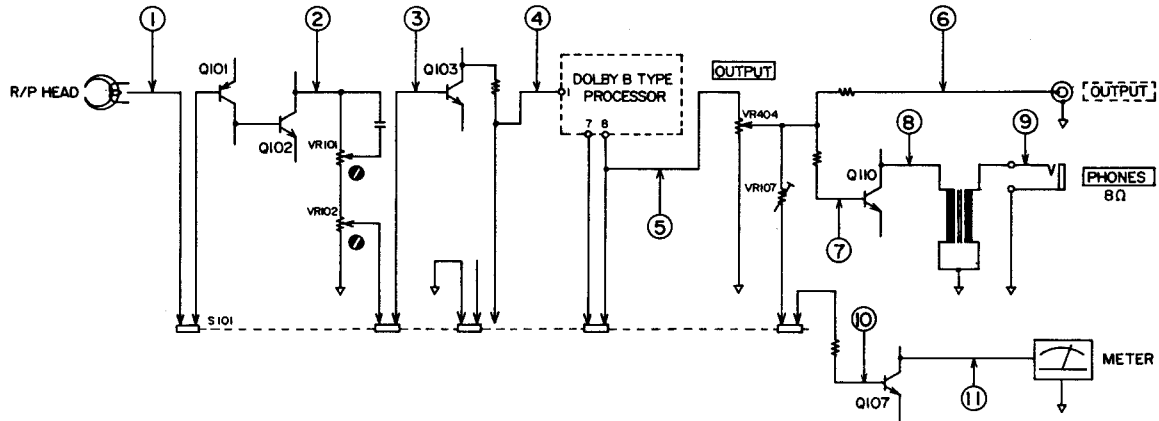 ① ② ③ ④ ⑥
R/P HEAD
Q101
Q102
VR101
VR102
Q103
1
DOLBY B TYPE
PROCESSOR
7 8
OUTPUT
VR404
VR107
⑤
OUTPUT
⑧ ⑨
Q110
⑦
PHONES
8Ω
S101
⑩
Q107
⑪
METER